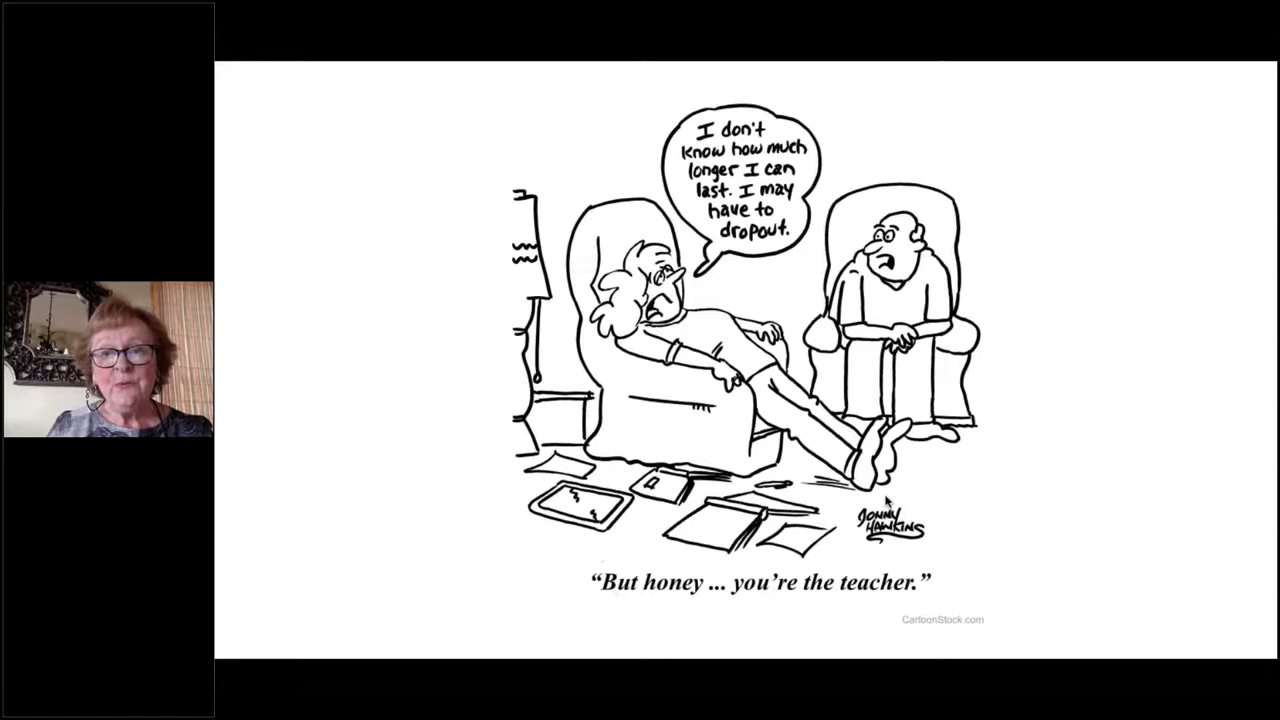 I don't
know how much
longer I can
last. I may
have to
dropout.
JONNY
HAWKINS
“But honey ... you’re the teacher.”
CartoonStock.com